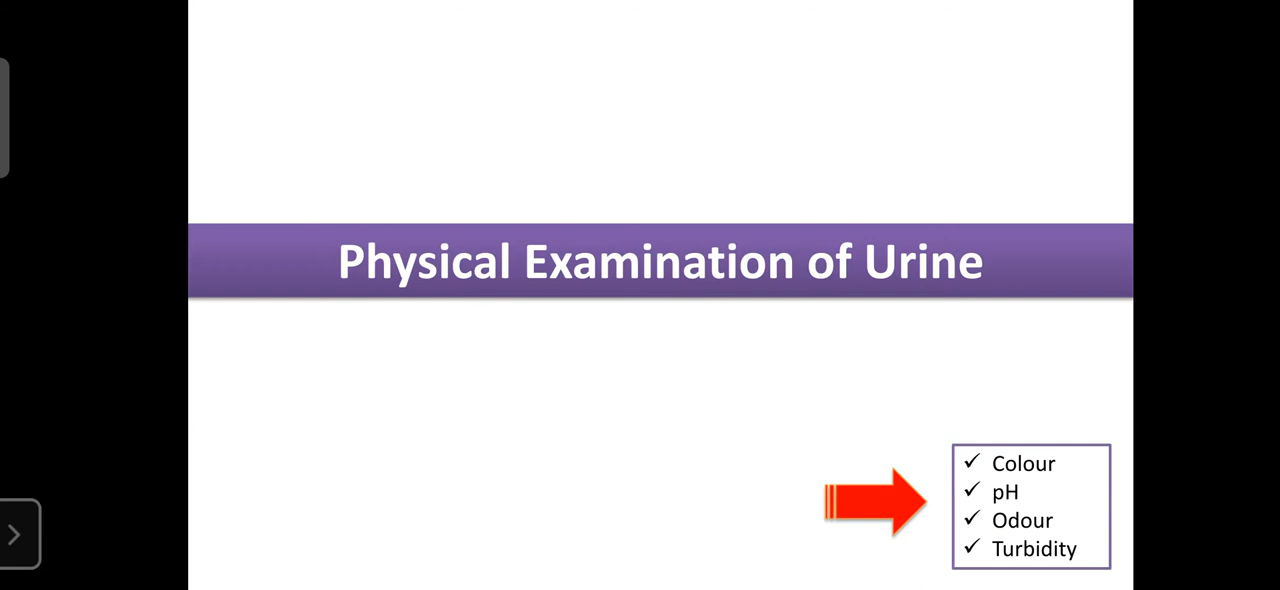 Physical Examination of Urine
✓ Colour
✓ pH
✓ Odour
✓ Turbidity